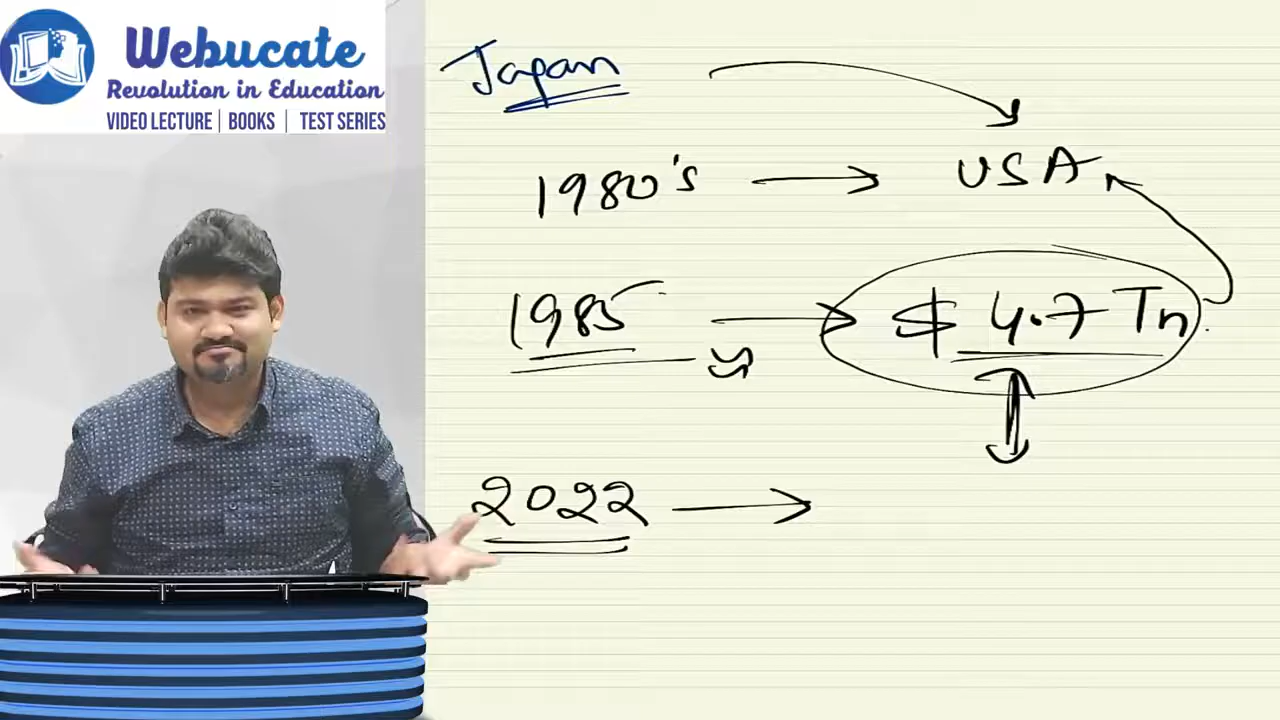 Webucate
Revolution in Education
VIDEO LECTURE | BOOKS | TEST SERIES
Japan
1980's → USA
1985 → $ 4.7 Tn
2022 →